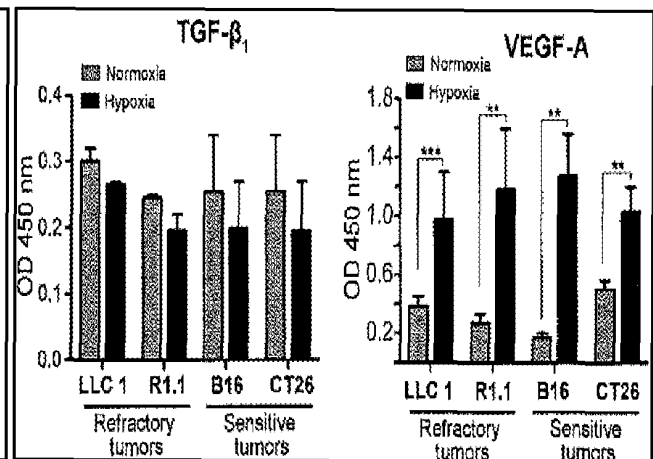 TGF-β₁
Normoxia
Hypoxia
OD 450 nm
0.4
0.3
0.2
0.1
0.0
LLC 1 R1.1 B16 CT26
Refractory tumors
Sensitive tumors
VEGF-A
Normoxia
Hypoxia
OD 450 nm
1.8
1.4
1.0
0.6
0.2
***
**
**
**
LLC 1 R1.1 B16 CT26
Refractory tumors
Sensitive tumors